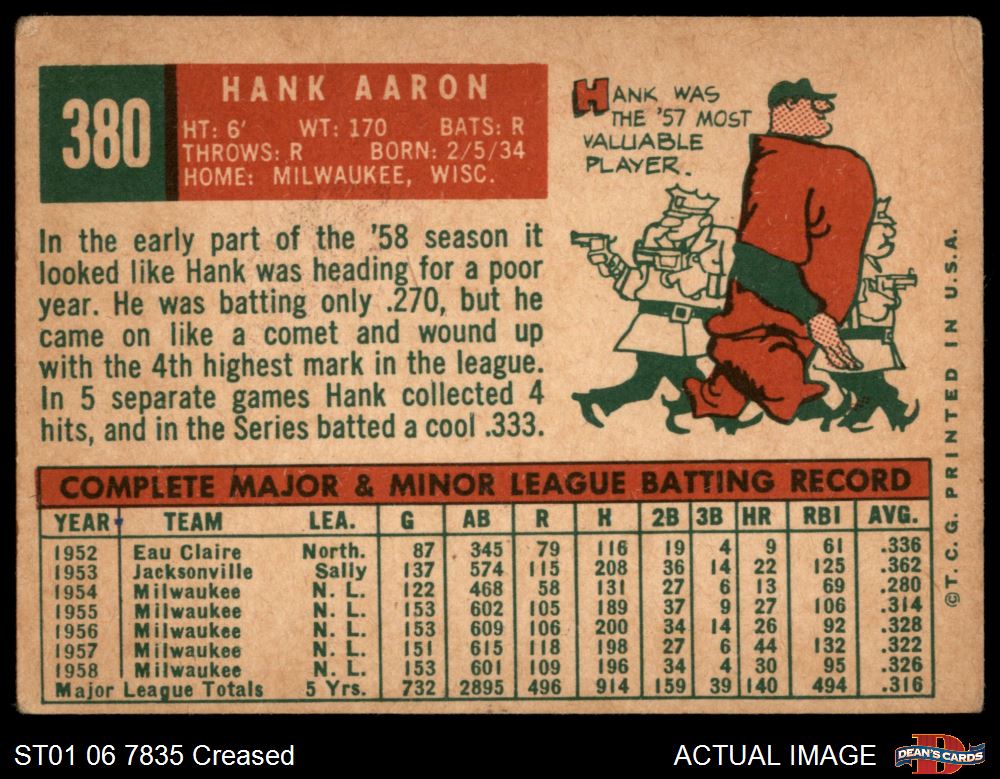 380
HANK AARON
HT: 6' WT: 170 BATS: R
THROWS: R BORN: 2/5/34
HOME: MILWAUKEE, WISC.
HANK WAS
THE '57 MOST
VALUABLE
PLAYER.
In the early part of the '58 season it
looked like Hank was heading for a poor
year. He was batting only .270, but he
came on like a comet and wound up
with the 4th highest mark in the league.
In 5 separate games Hank collected 4
hits, and in the Series batted a cool .333.
COMPLETE MAJOR & MINOR LEAGUE BATTING RECORD
YEAR TEAM LEA. G AB R H 2B 3B HR RBI AVG.
1952 Eau Claire North. 87 345 79 116 19 4 9 61 .336
1953 Jacksonville Sally 137 574 115 208 36 14 22 125 .362
1954 Milwaukee N. L. 122 468 58 131 27 6 13 69 .280
1955 Milwaukee N. L. 153 602 105 189 37 9 27 106 .314
1956 Milwaukee N. L. 153 609 106 200 34 14 26 92 .328
1957 Milwaukee N. L. 151 615 118 198 27 6 44 132 .322
1958 Milwaukee N. L. 153 601 109 196 34 4 30 95 .326
Major League Totals 5 Yrs. 732 2895 496 914 159 39 140 494 .316
© T. C. G. PRINTED IN U.S.A.
ST01 06 7835 Creased
ACTUAL IMAGE
DEAN'S CARDS